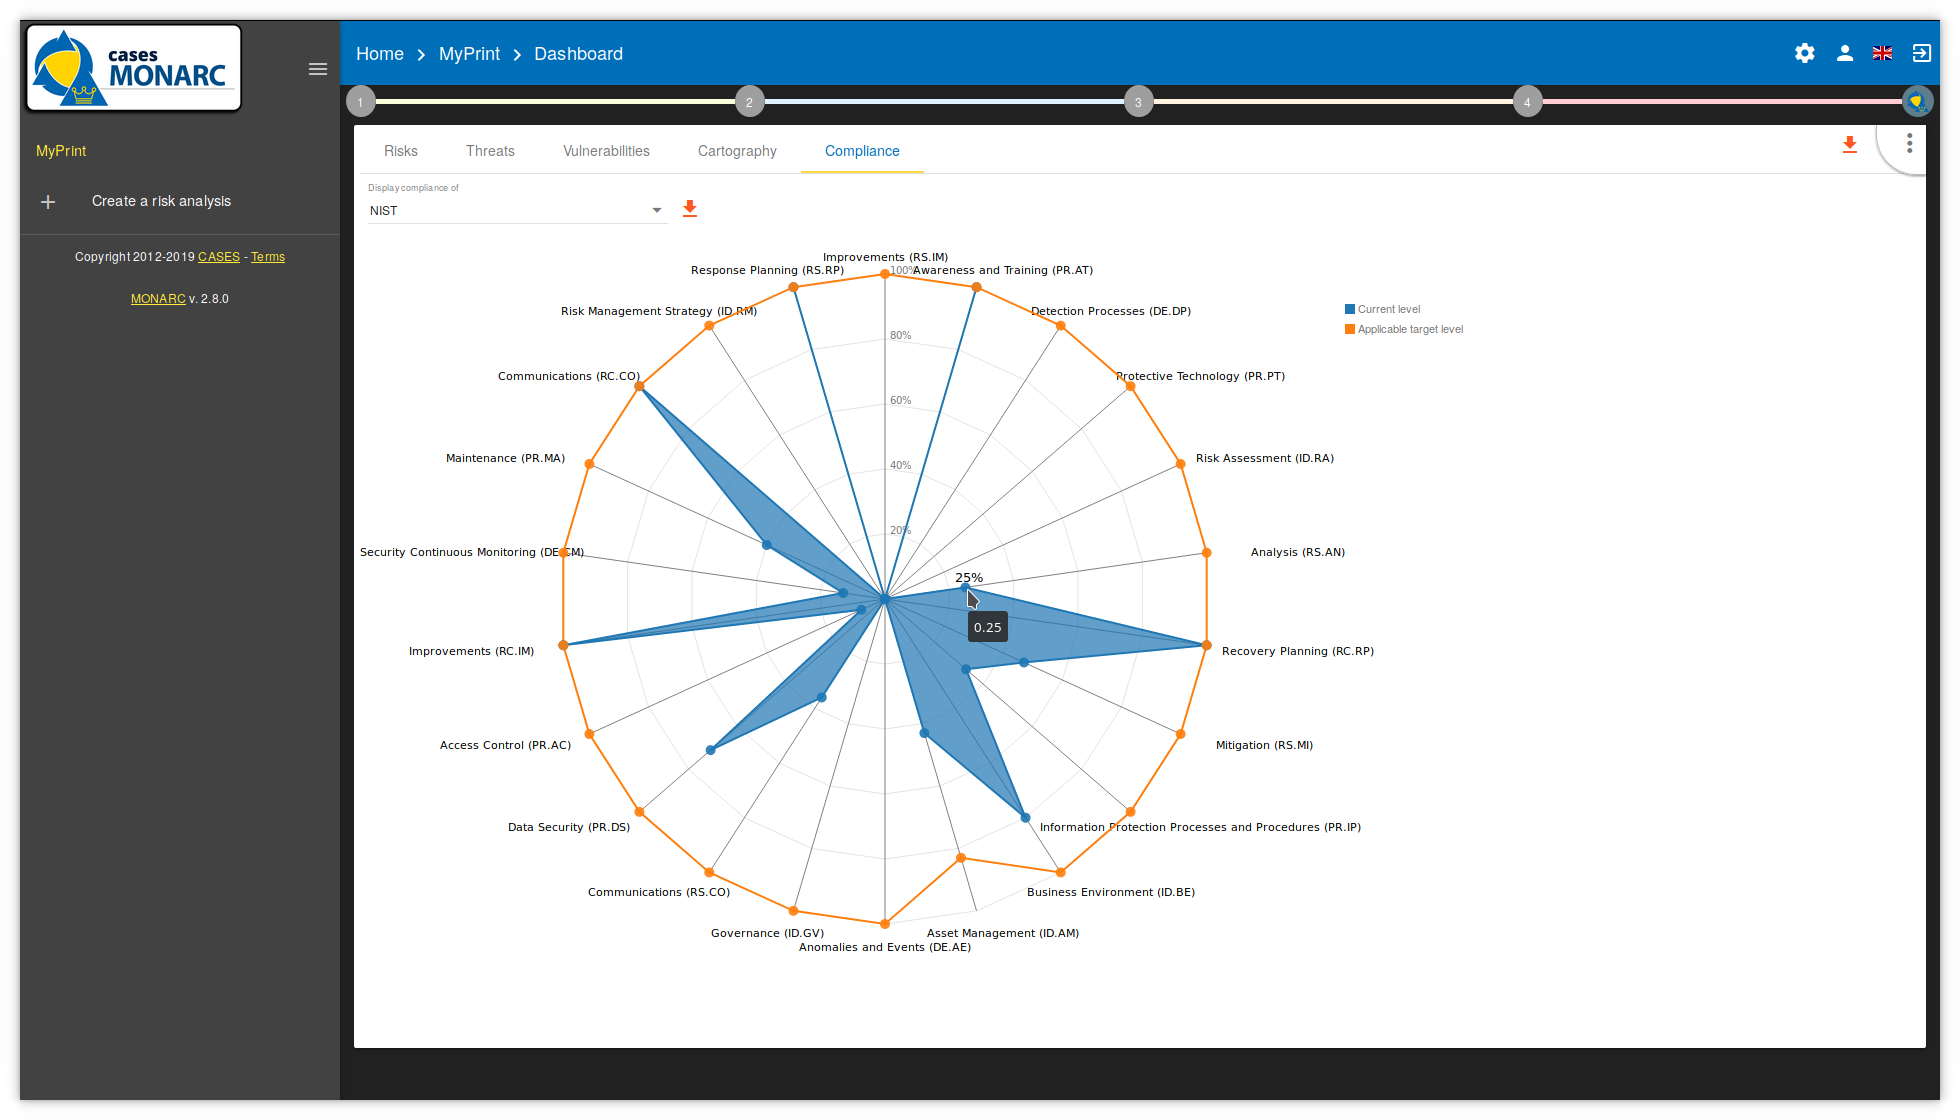 cases
MONARC
Home > MyPrint > Dashboard
1
2
3
4
MyPrint
Create a risk analysis
Copyright 2012-2019 CASES - Terms
MONARC v. 2.8.0
Risks
Threats
Vulnerabilities
Cartography
Compliance
Display compliance of
NIST
Improvements (RS.IM)
Response Planning (RS.RP)
100%
Awareness and Training (PR.AT)
Risk Management Strategy (ID.RM)
Detection Processes (DE.DP)
Current level
Applicable target level
80%
Communications (RC.CO)
Protective Technology (PR.PT)
60%
Maintenance (PR.MA)
40%
Risk Assessment (ID.RA)
20%
Security Continuous Monitoring (DE.CM)
Analysis (RS.AN)
25%
0.25
Improvements (RC.IM)
Recovery Planning (RC.RP)
Access Control (PR.AC)
Mitigation (RS.MI)
Data Security (PR.DS)
Information Protection Processes and Procedures (PR.IP)
Communications (RS.CO)
Business Environment (ID.BE)
Governance (ID.GV)
Asset Management (ID.AM)
Anomalies and Events (DE.AE)